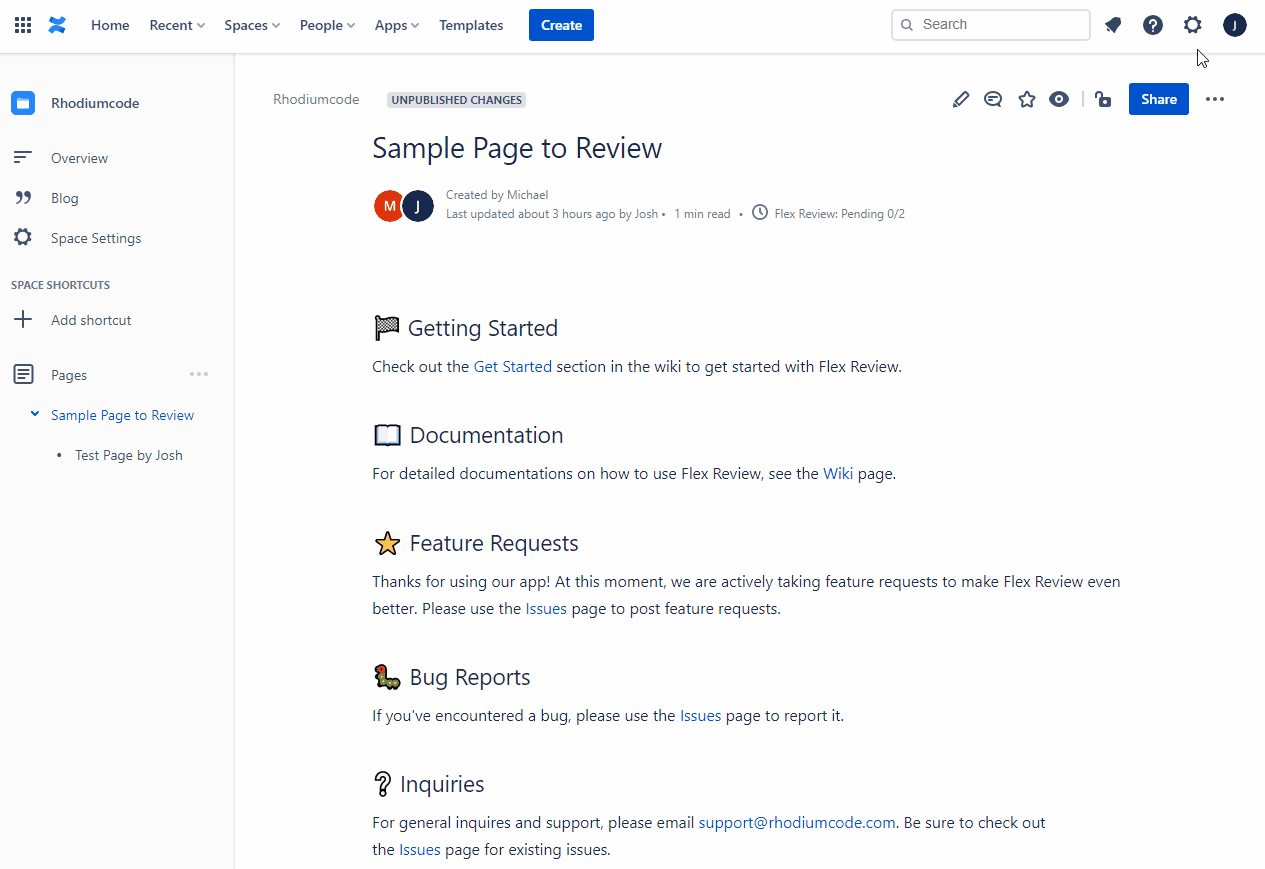 Home Recent Spaces People Apps Templates Create Search J
Rhodiumcode
Overview
Blog
Space Settings
SPACE SHORTCUTS
Add shortcut
Pages
Sample Page to Review
Test Page by Josh
Rhodiumcode UNPUBLISHED CHANGES Share
Sample Page to Review
M J
Created by Michael
Last updated about 3 hours ago by Josh • 1 min read • Flex Review: Pending 0/2
Getting Started
Check out the Get Started section in the wiki to get started with Flex Review.
Documentation
For detailed documentations on how to use Flex Review, see the Wiki page.
Feature Requests
Thanks for using our app! At this moment, we are actively taking feature requests to make Flex Review even
better. Please use the Issues page to post feature requests.
Bug Reports
If you've encountered a bug, please use the Issues page to report it.
Inquiries
For general inquires and support, please email support@rhodiumcode.com. Be sure to check out
the Issues page for existing issues.